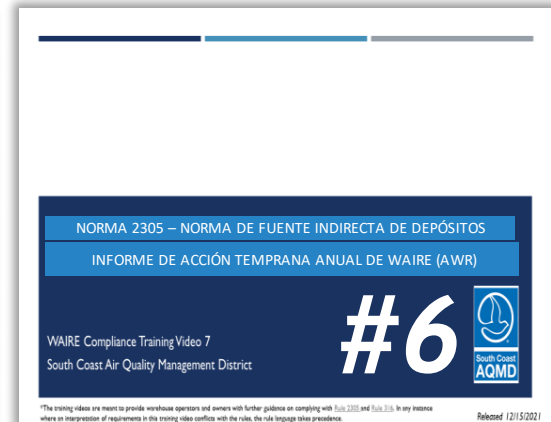 NORMA 2305 – NORMA DE FUENTE INDIRECTA DE DEPÓSITOS
INFORME DE ACCIÓN TEMPRANA ANUAL DE WAIRE (AWR)
#6
WAIRE Compliance Training Video 7
South Coast Air Quality Management District
South Coast
AQMD
*The training videos are meant to provide warehouse operators and owners with further guidance on complying with Rule 2305 and Rule 316. In any instance
where an interpretation of requirements in this training video conflicts with the rules, the rule language takes precedence.
Released 12/15/2021